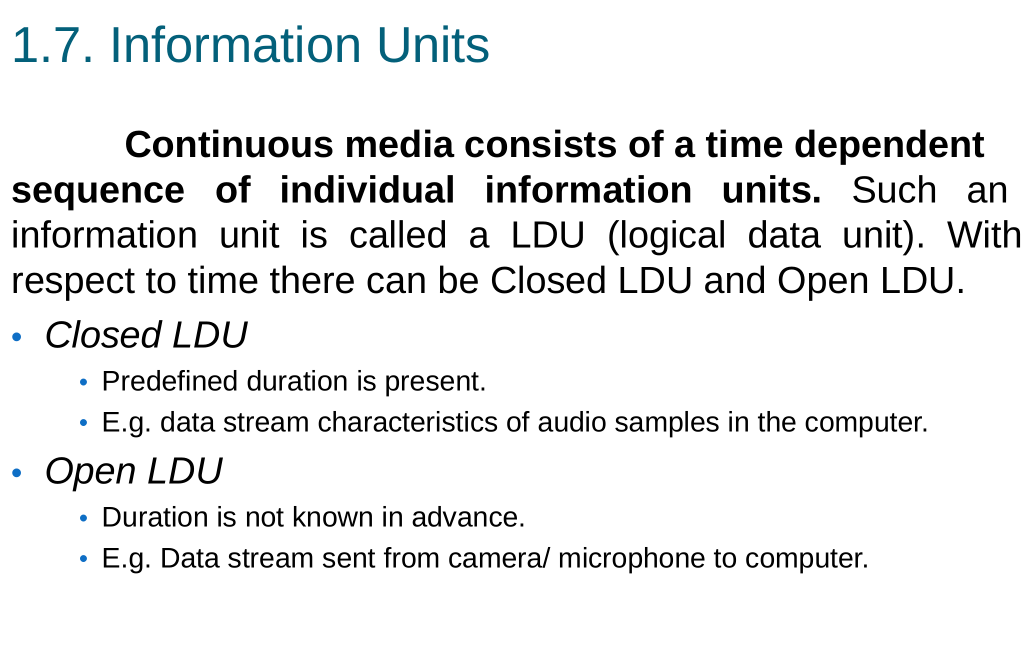 1.7. Information Units
Continuous media consists of a time dependent
sequence of individual information units. Such an
information unit is called a LDU (logical data unit). With
respect to time there can be Closed LDU and Open LDU.
• Closed LDU
• Predefined duration is present.
• E.g. data stream characteristics of audio samples in the computer.
• Open LDU
• Duration is not known in advance.
• E.g. Data stream sent from camera/ microphone to computer.